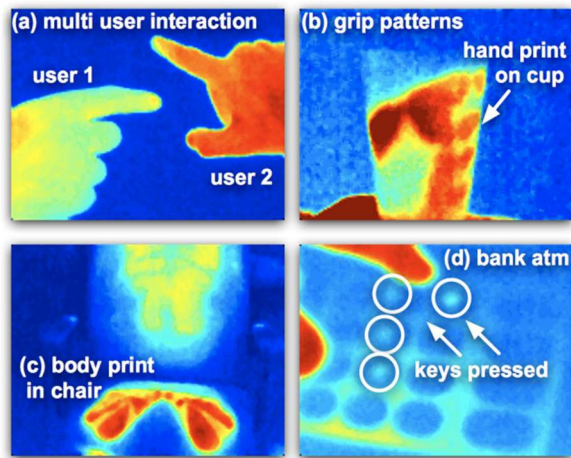 (a) multi user interaction
user 1
user 2
(b) grip patterns
hand print
on cup
(c) body print
in chair
(d) bank atm
keys pressed